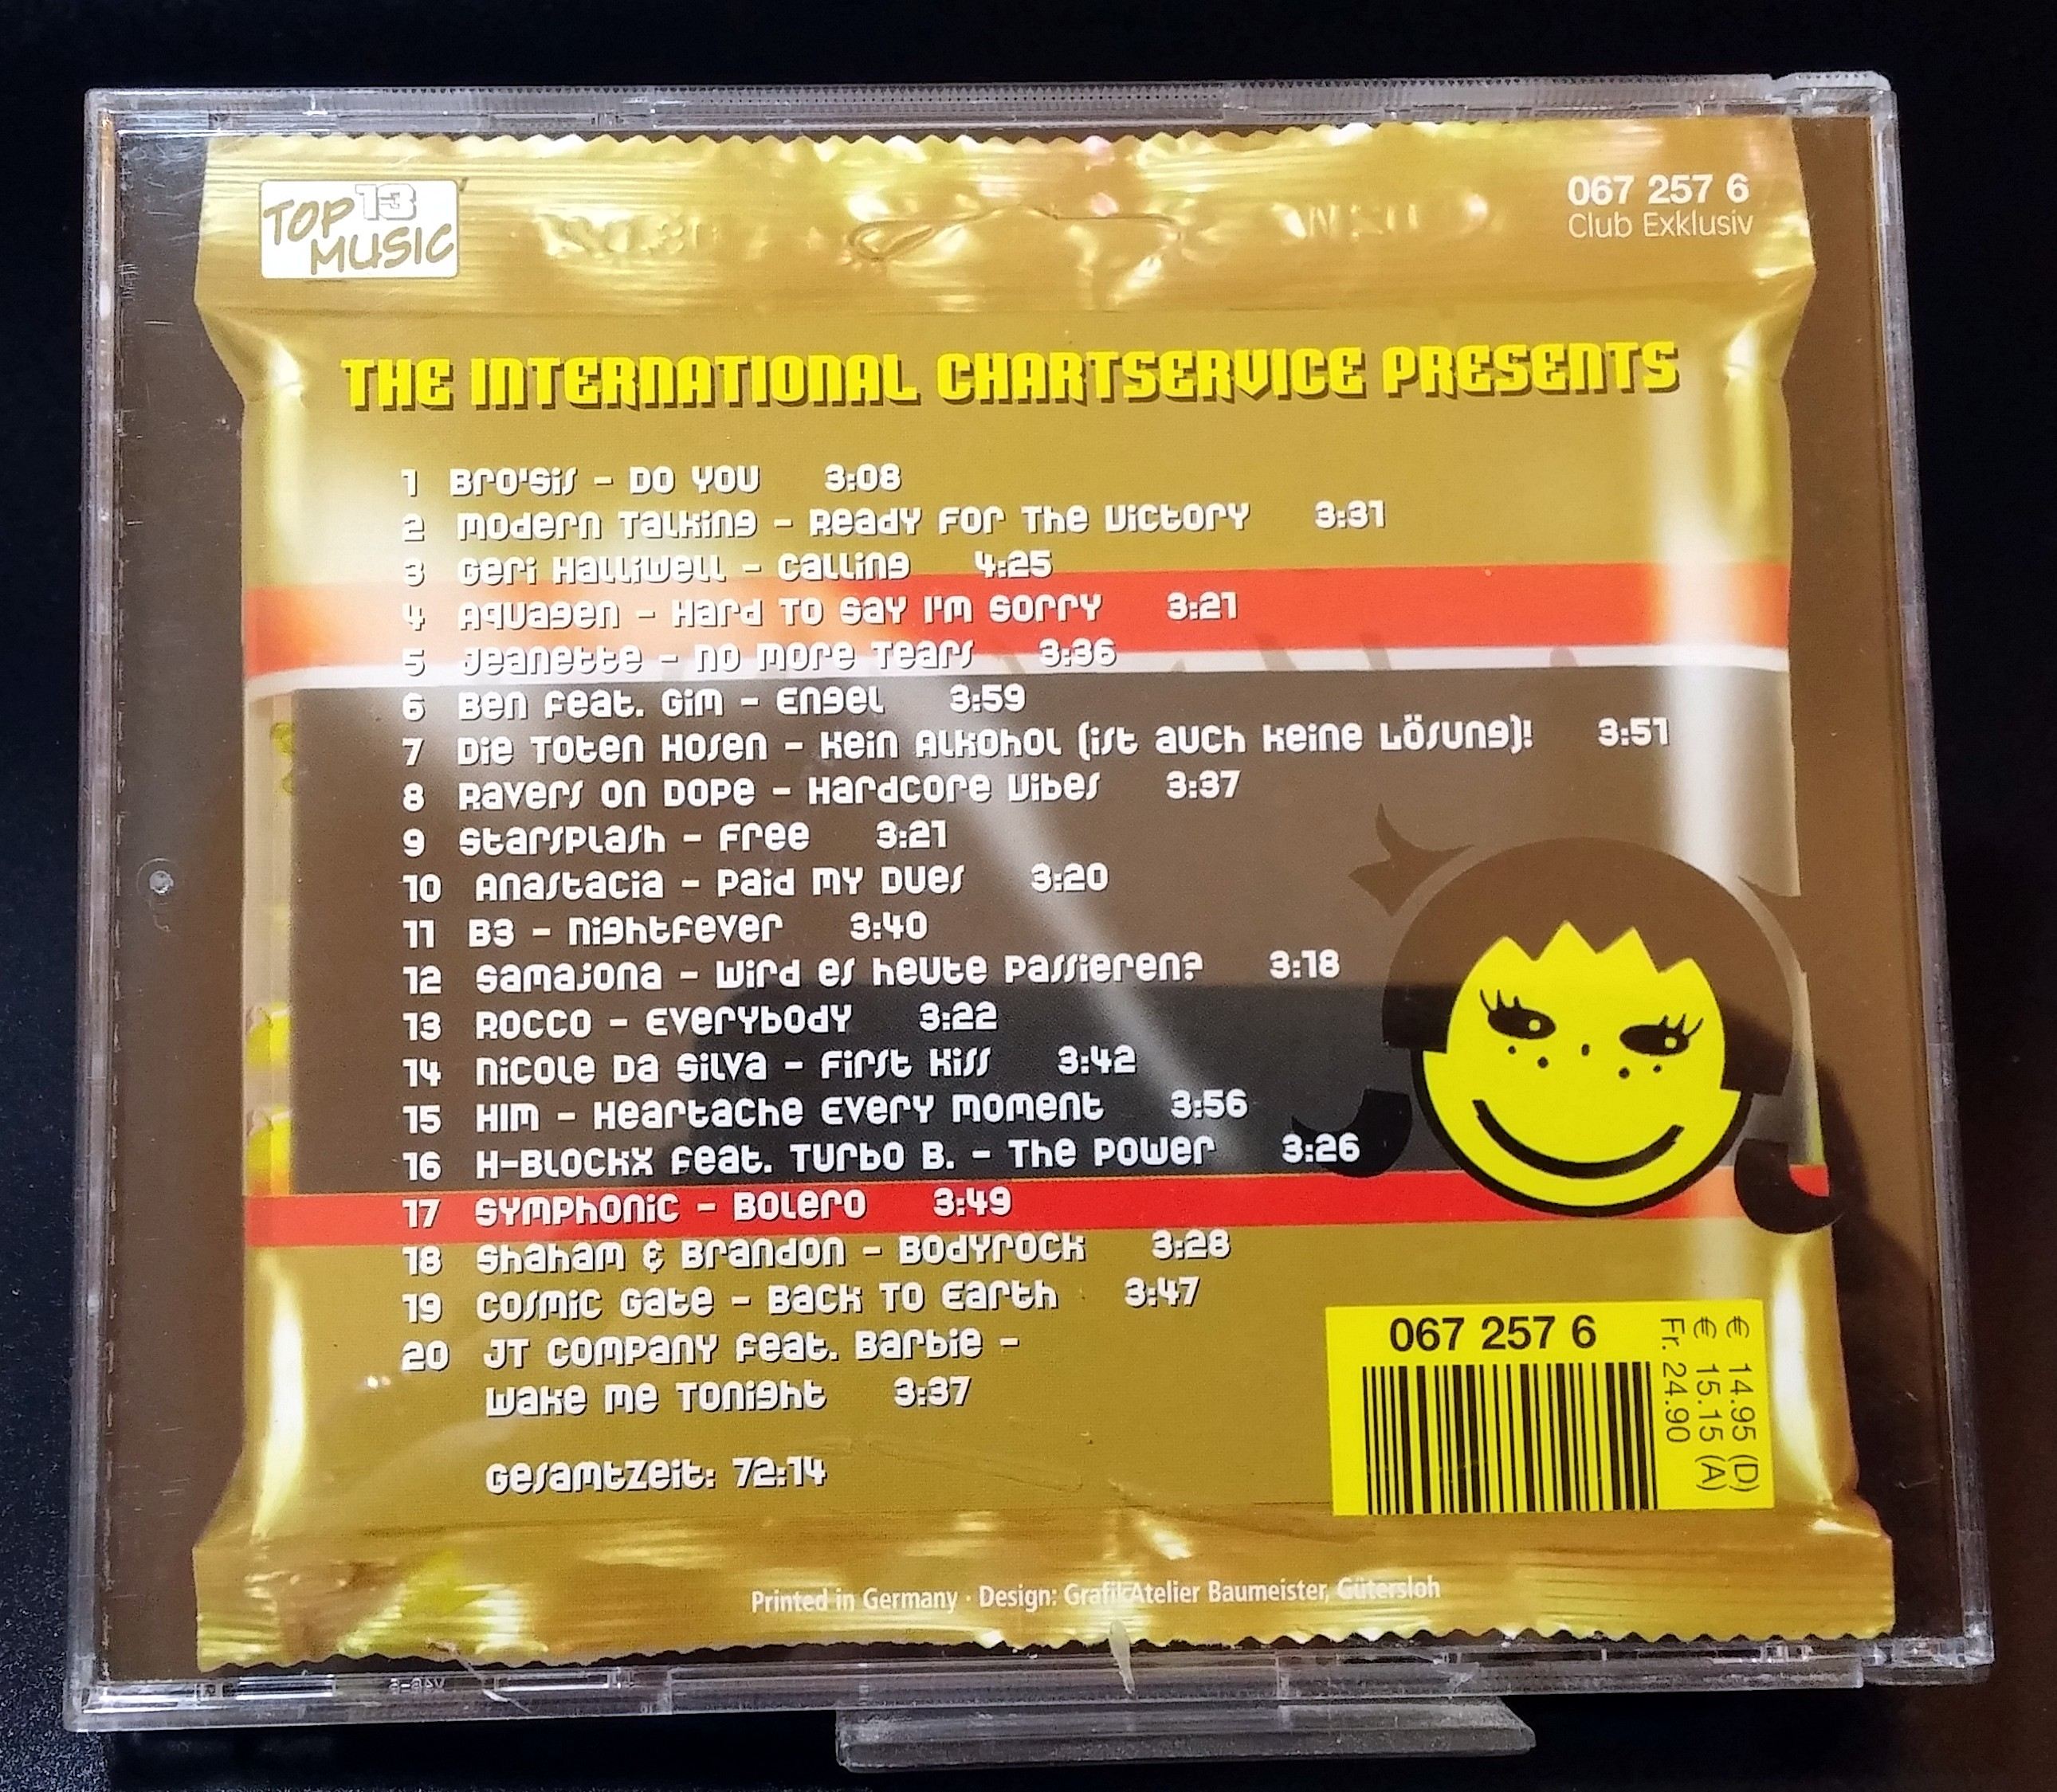 TOP 13
MUSIC
067 257 6
Club Exklusiv
THE INTERNATIONAL CHARTSERVICE PRESENTS
1 Bro'Sis – DO YOU 3:08
2 Modern Talking – Ready For The Victory 3:31
3 Geri Halliwell – Calling 4:25
4 Aquagen – Hard To Say I'm Sorry 3:21
5 Jeanette – No More Tears 3:36
6 Ben feat. Gim – Engel 3:59
7 Die Toten Hosen – Kein Alkohol (ist auch keine Lösung)! 3:51
8 Ravers On Dope – Hardcore Vibes 3:37
9 Starsplash – Free 3:21
10 Anastacia – Paid My Dues 3:20
11 B3 – Nightfever 3:40
12 Samajona – Wird es heute passieren? 3:18
13 Rocco – Everybody 3:22
14 Nicole Da Silva – First Kiss 3:42
15 HIM – Heartache Every Moment 3:56
16 H-Blockx feat. Turbo B. – The Power 3:26
17 Symphonic – Bolero 3:49
18 Shaham & Brandon – Bodyrock 3:28
19 Cosmic Gate – Back To Earth 3:47
20 JT Company feat. Barbie –
Wake Me Tonight 3:37
Gesamtzeit: 72:14
067 257 6
€ 14.95 (D)
€ 15.15 (A)
Fr. 24.90
Printed in Germany · Design: GrafikAtelier Baumeister, Gütersloh